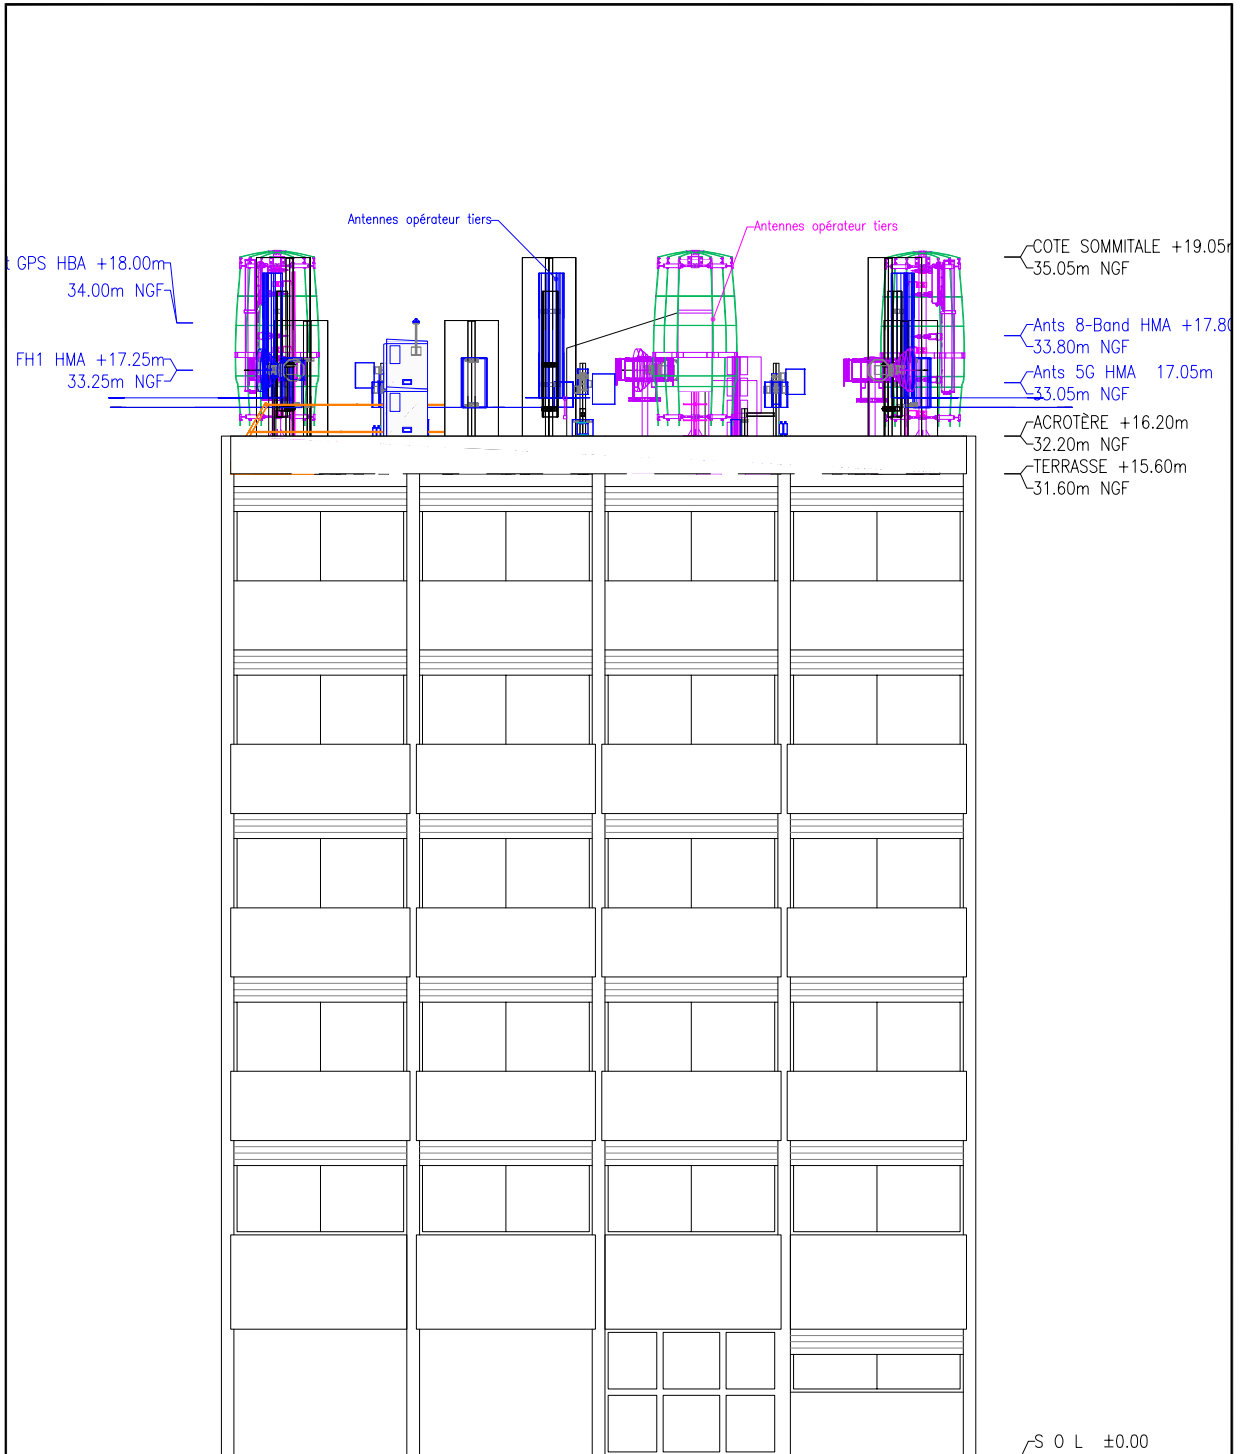 Antennes opérateur tiers
Antennes opérateur tiers
GPS HBA +18.00m
34.00m NGF
FH1 HMA +17.25m
33.25m NGF
COTE SOMMITALE +19.05m
35.05m NGF
Ants 8-Band HMA +17.80
33.80m NGF
Ants 5G HMA 17.05m
33.05m NGF
ACROTÈRE +16.20m
32.20m NGF
TERRASSE +15.60m
31.60m NGF
S O L ±0.00